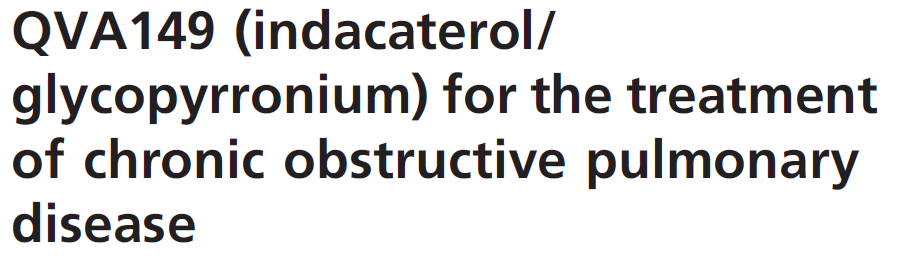 QVA149 (indacaterol/
glycopyrronium) for the treatment
of chronic obstructive pulmonary
disease